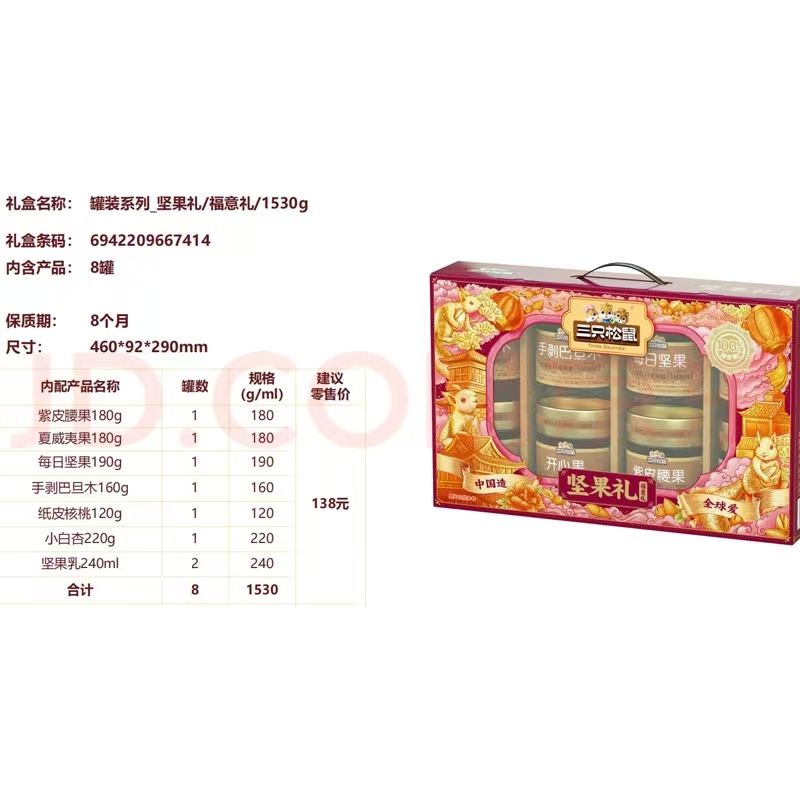 礼盒名称： 罐装系列_坚果礼/福意礼/1530g
礼盒条码： 6942209667414
内含产品： 8罐
保质期： 8个月
尺寸： 460*92*290mm
内配产品名称 罐数 规格(g/ml) 建议零售价
紫皮腰果180g 1 180
夏威夷果180g 1 180
每日坚果190g 1 190
手剥巴旦木160g 1 160
138元
纸皮核桃120g 1 120
小白杏220g 1 220
坚果乳240ml 2 240
合计 8 1530
JD.CO
三只松鼠
Three Squirrels
手剥巴旦木
每日坚果
100
开心果
紫皮腰果
中国造
坚果礼
全球爱